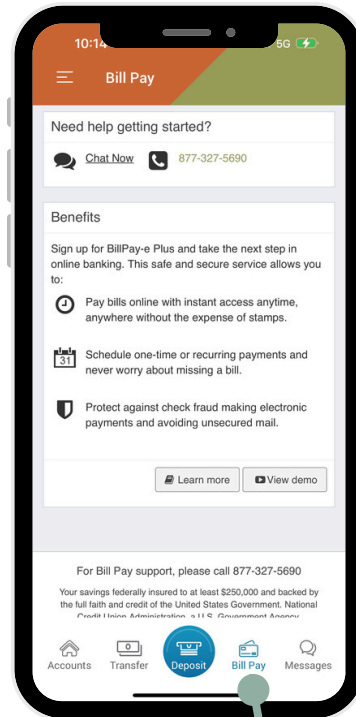 10:14
5G
Bill Pay
Need help getting started?
Chat Now 877-327-5690
Benefits
Sign up for BillPay-e Plus and take the next step in
online banking. This safe and secure service allows you
to:
Pay bills online with instant access anytime,
anywhere without the expense of stamps.
31
Schedule one-time or recurring payments and
never worry about missing a bill.
Protect against check fraud making electronic
payments and avoiding unsecured mail.
Learn more View demo
For Bill Pay support, please call 877-327-5690
Your savings federally insured to at least $250,000 and backed by
the full faith and credit of the United States Government. National
Credit Union Administration, a U.S. Government Agency
Accounts Transfer Deposit Bill Pay Messages